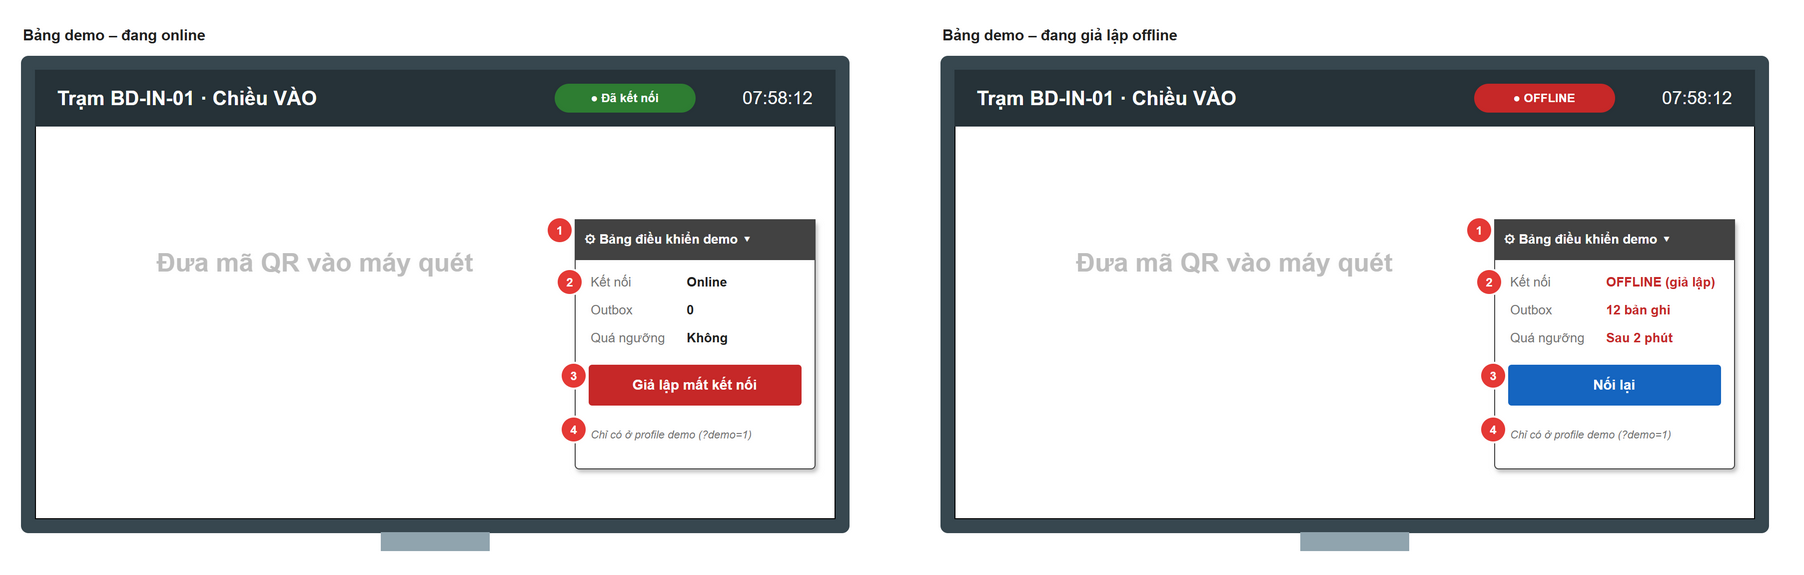 Bảng demo – đang online
Trạm BD-IN-01 · Chiều VÀO
● Đã kết nối
07:58:12
Đưa mã QR vào máy quét
1
⚙ Bảng điều khiển demo ▾
2
Kết nối Online
Outbox 0
Quá ngưỡng Không
3
Giả lập mất kết nối
4
Chỉ có ở profile demo (?demo=1)
Bảng demo – đang giả lập offline
Trạm BD-IN-01 · Chiều VÀO
● OFFLINE
07:58:12
Đưa mã QR vào máy quét
1
⚙ Bảng điều khiển demo ▾
2
Kết nối OFFLINE (giả lập)
Outbox 12 bản ghi
Quá ngưỡng Sau 2 phút
3
Nối lại
4
Chỉ có ở profile demo (?demo=1)